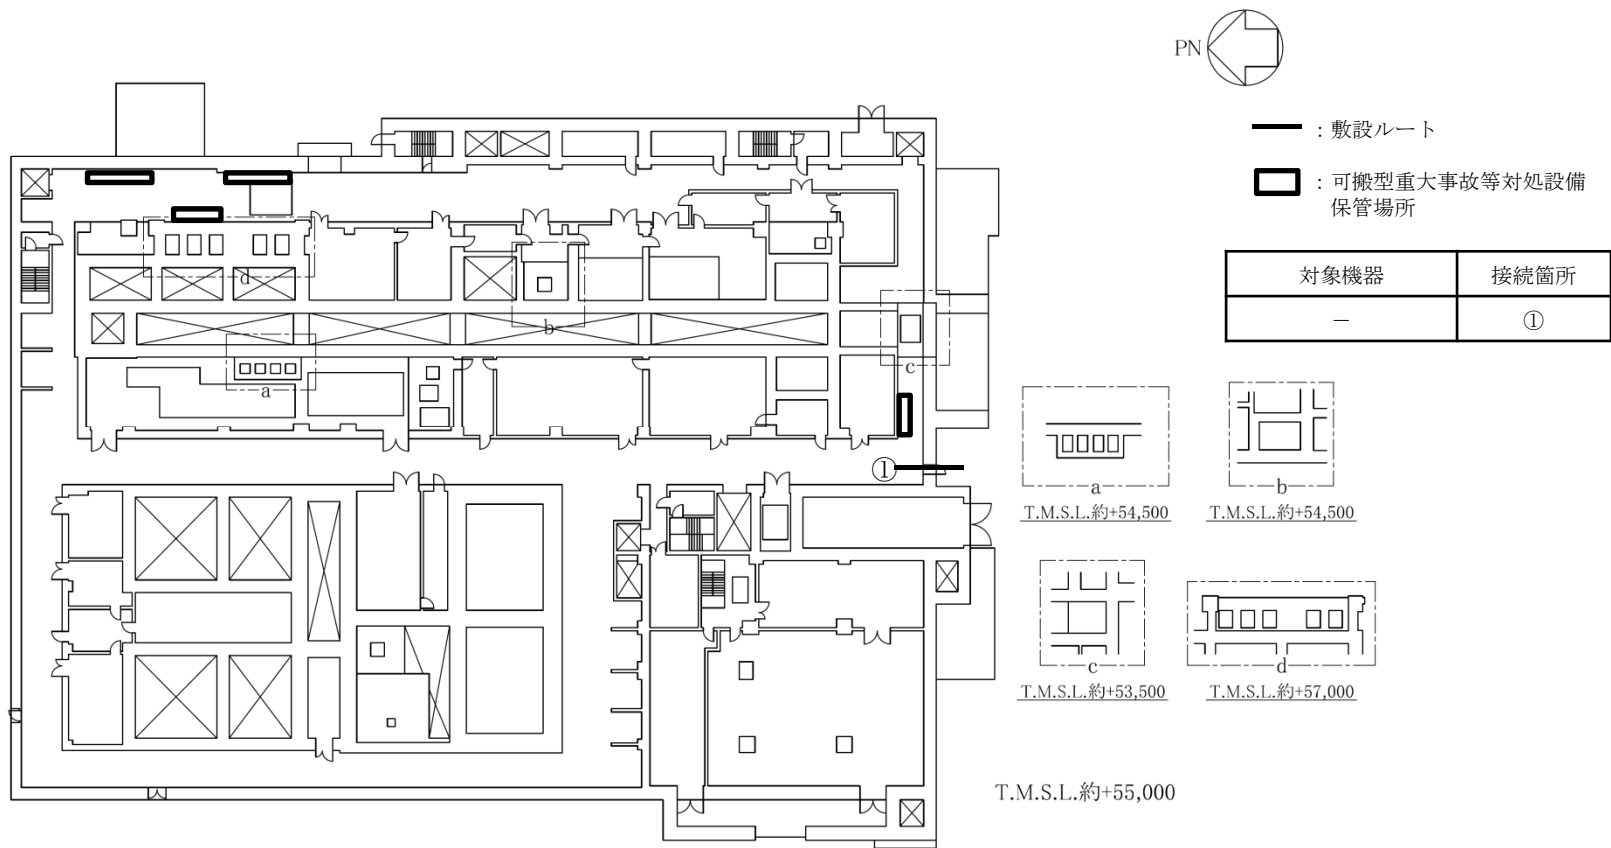 PN
：敷設ルート
：可搬型重大事故等対処設備
保管場所
対象機器 接続箇所
－ ①
d
b
c
a
①
a
T.M.S.L.約+54,500
b
T.M.S.L.約+54,500
c
T.M.S.L.約+53,500
d
T.M.S.L.約+57,000
T.M.S.L.約+55,000